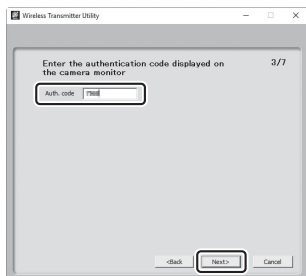 Wireless Transmitter Utility
Enter the authentication code displayed on
the camera monitor
3/7
Auth. code
<Back
Next>
Cancel